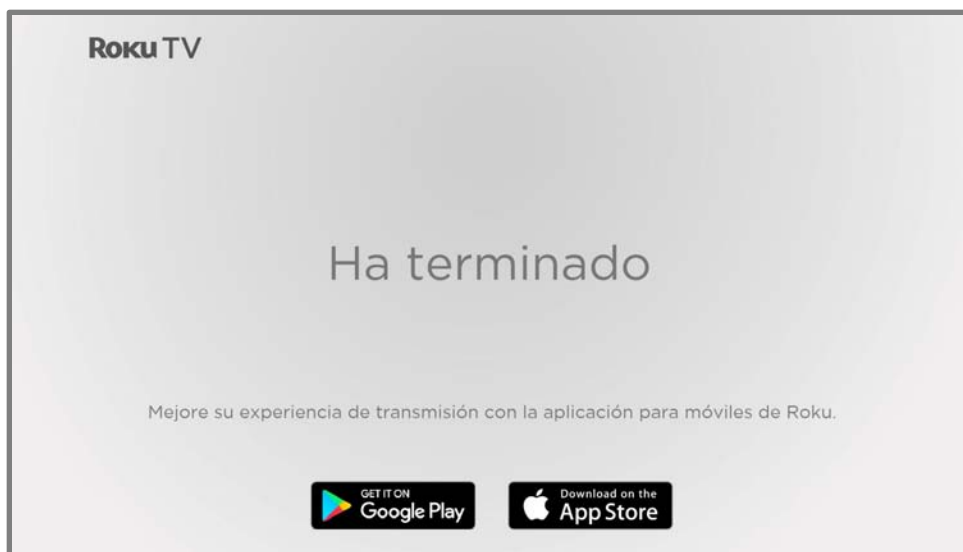 Roku TV
Ha terminado
Mejore su experiencia de transmisión con la aplicación para móviles de Roku.
GET IT ON
Google Play
Download on the
App Store